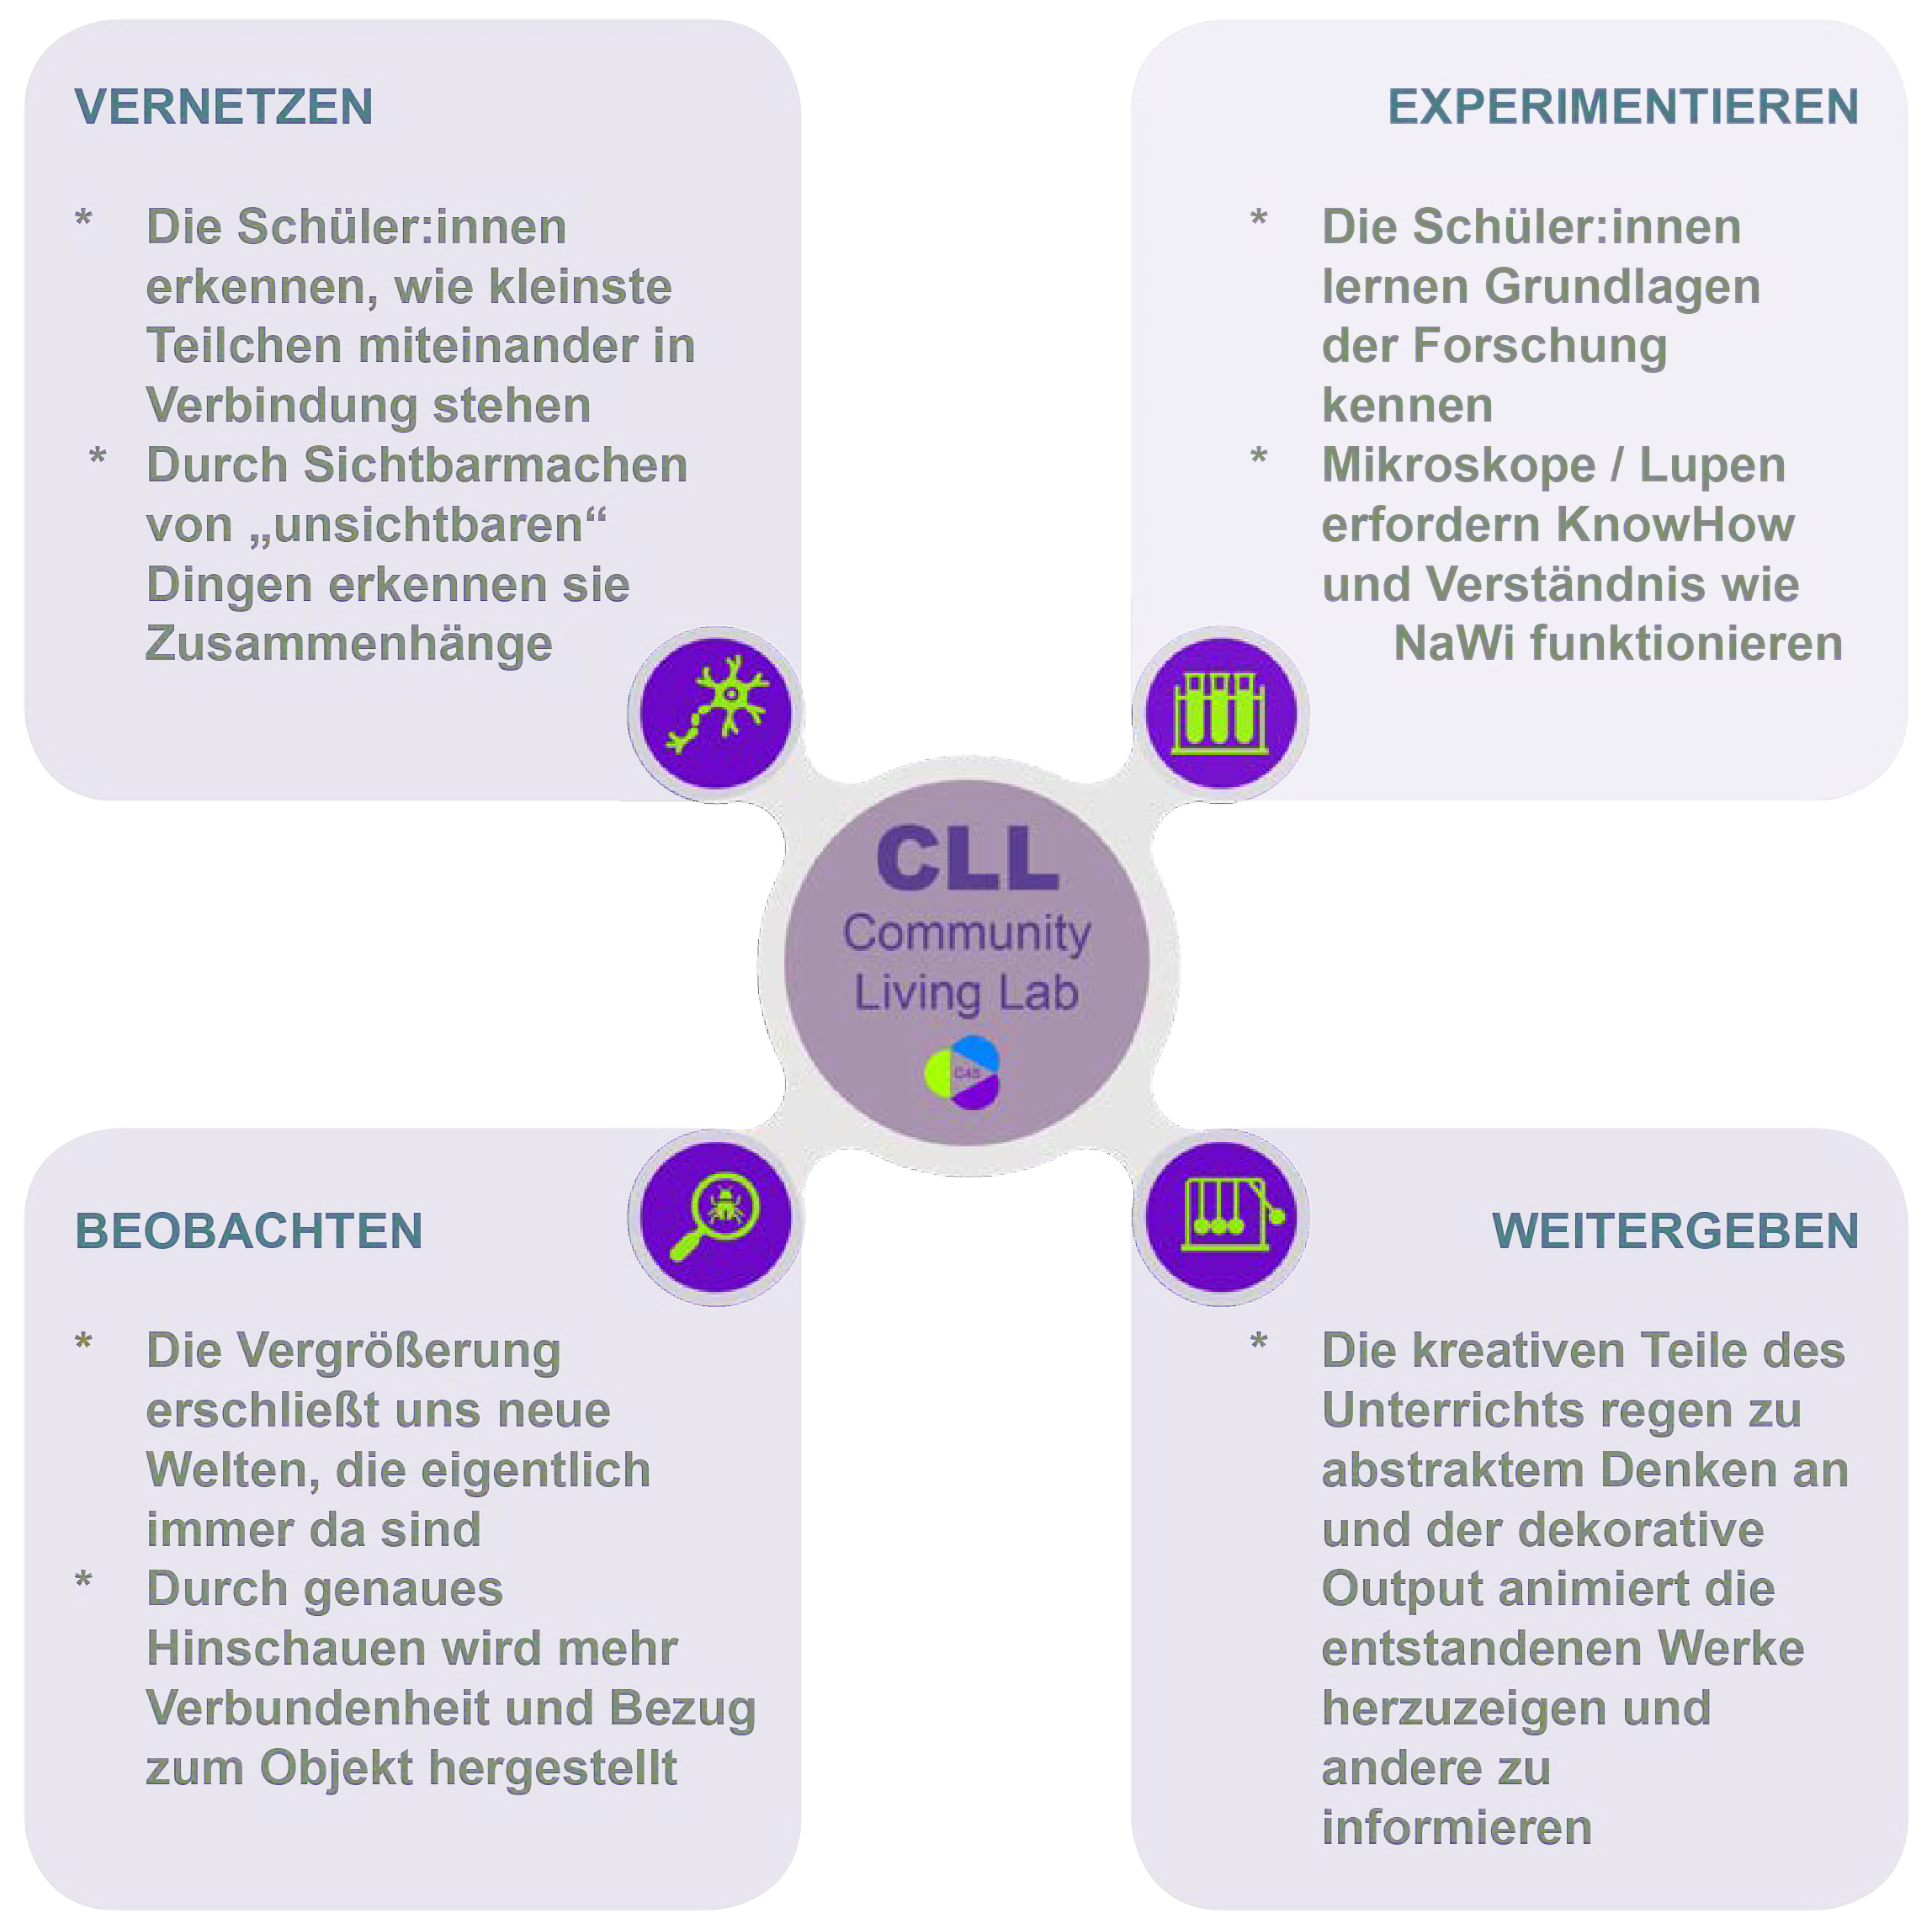 VERNETZEN
* Die Schüler:innen
erkennen, wie kleinste
Teilchen miteinander in
Verbindung stehen
* Durch Sichtbarmachen
von „unsichtbaren“
Dingen erkennen sie
Zusammenhänge
EXPERIMENTIEREN
* Die Schüler:innen
lernen Grundlagen
der Forschung
kennen
* Mikroskope / Lupen
erfordern KnowHow
und Verständnis wie
NaWi funktionieren
CLL
Community
Living Lab
C4S
BEOBACHTEN
* Die Vergrößerung
erschließt uns neue
Welten, die eigentlich
immer da sind
* Durch genaues
Hinschauen wird mehr
Verbundenheit und Bezug
zum Objekt hergestellt
WEITERGEBEN
* Die kreativen Teile des
Unterrichts regen zu
abstraktem Denken an
und der dekorative
Output animiert die
entstandenen Werke
herzuzeigen und
andere zu
informieren